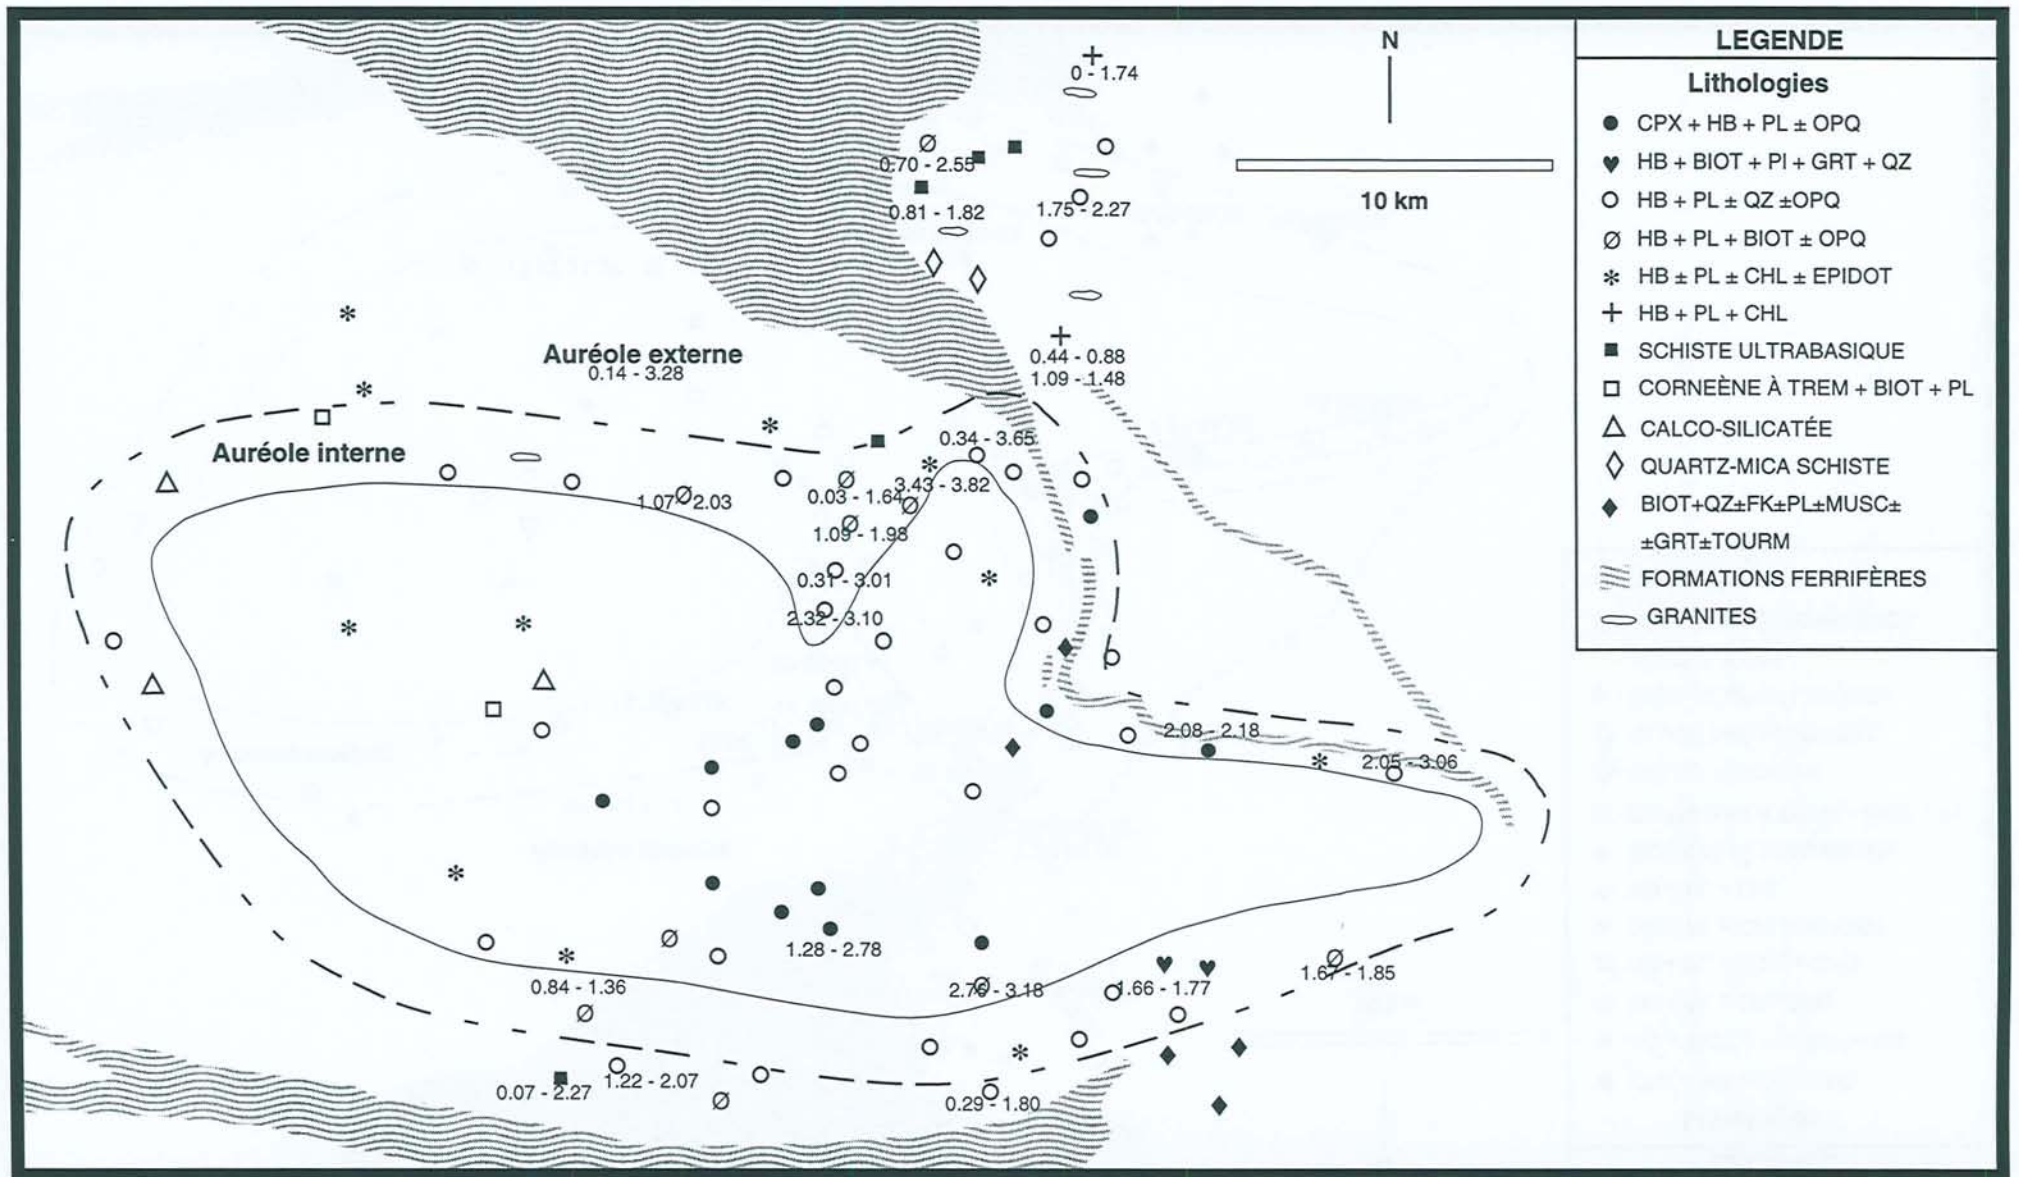 N
10 km
0 - 1.74
0.70 - 2.55
0.81 - 1.82
1.75 - 2.27
0.44 - 0.88
1.09 - 1.48
Auréole externe
0.14 - 3.28
Auréole interne
0.34 - 3.65
3.43 - 3.82
0.03 - 1.64
1.07 - 2.03
1.09 - 1.98
0.31 - 3.01
2.32 - 3.10
2.08 - 2.18
2.05 - 3.06
1.28 - 2.78
0.84 - 1.36
2.76 - 3.18
1.66 - 1.77
1.67 - 1.85
0.07 - 2.27
1.22 - 2.07
0.29 - 1.80
LEGENDE
Lithologies
CPX + HB + PL ± OPQ
HB + BIOT + Pl + GRT + QZ
HB + PL ± QZ ±OPQ
HB + PL + BIOT ± OPQ
HB ± PL ± CHL ± EPIDOT
HB + PL + CHL
SCHISTE ULTRABASIQUE
CORNEÈNE À TREM + BIOT + PL
CALCO-SILICATÉE
QUARTZ-MICA SCHISTE
BIOT+QZ±FK±PL±MUSC±
±GRT±TOURM
FORMATIONS FERRIFÈRES
GRANITES